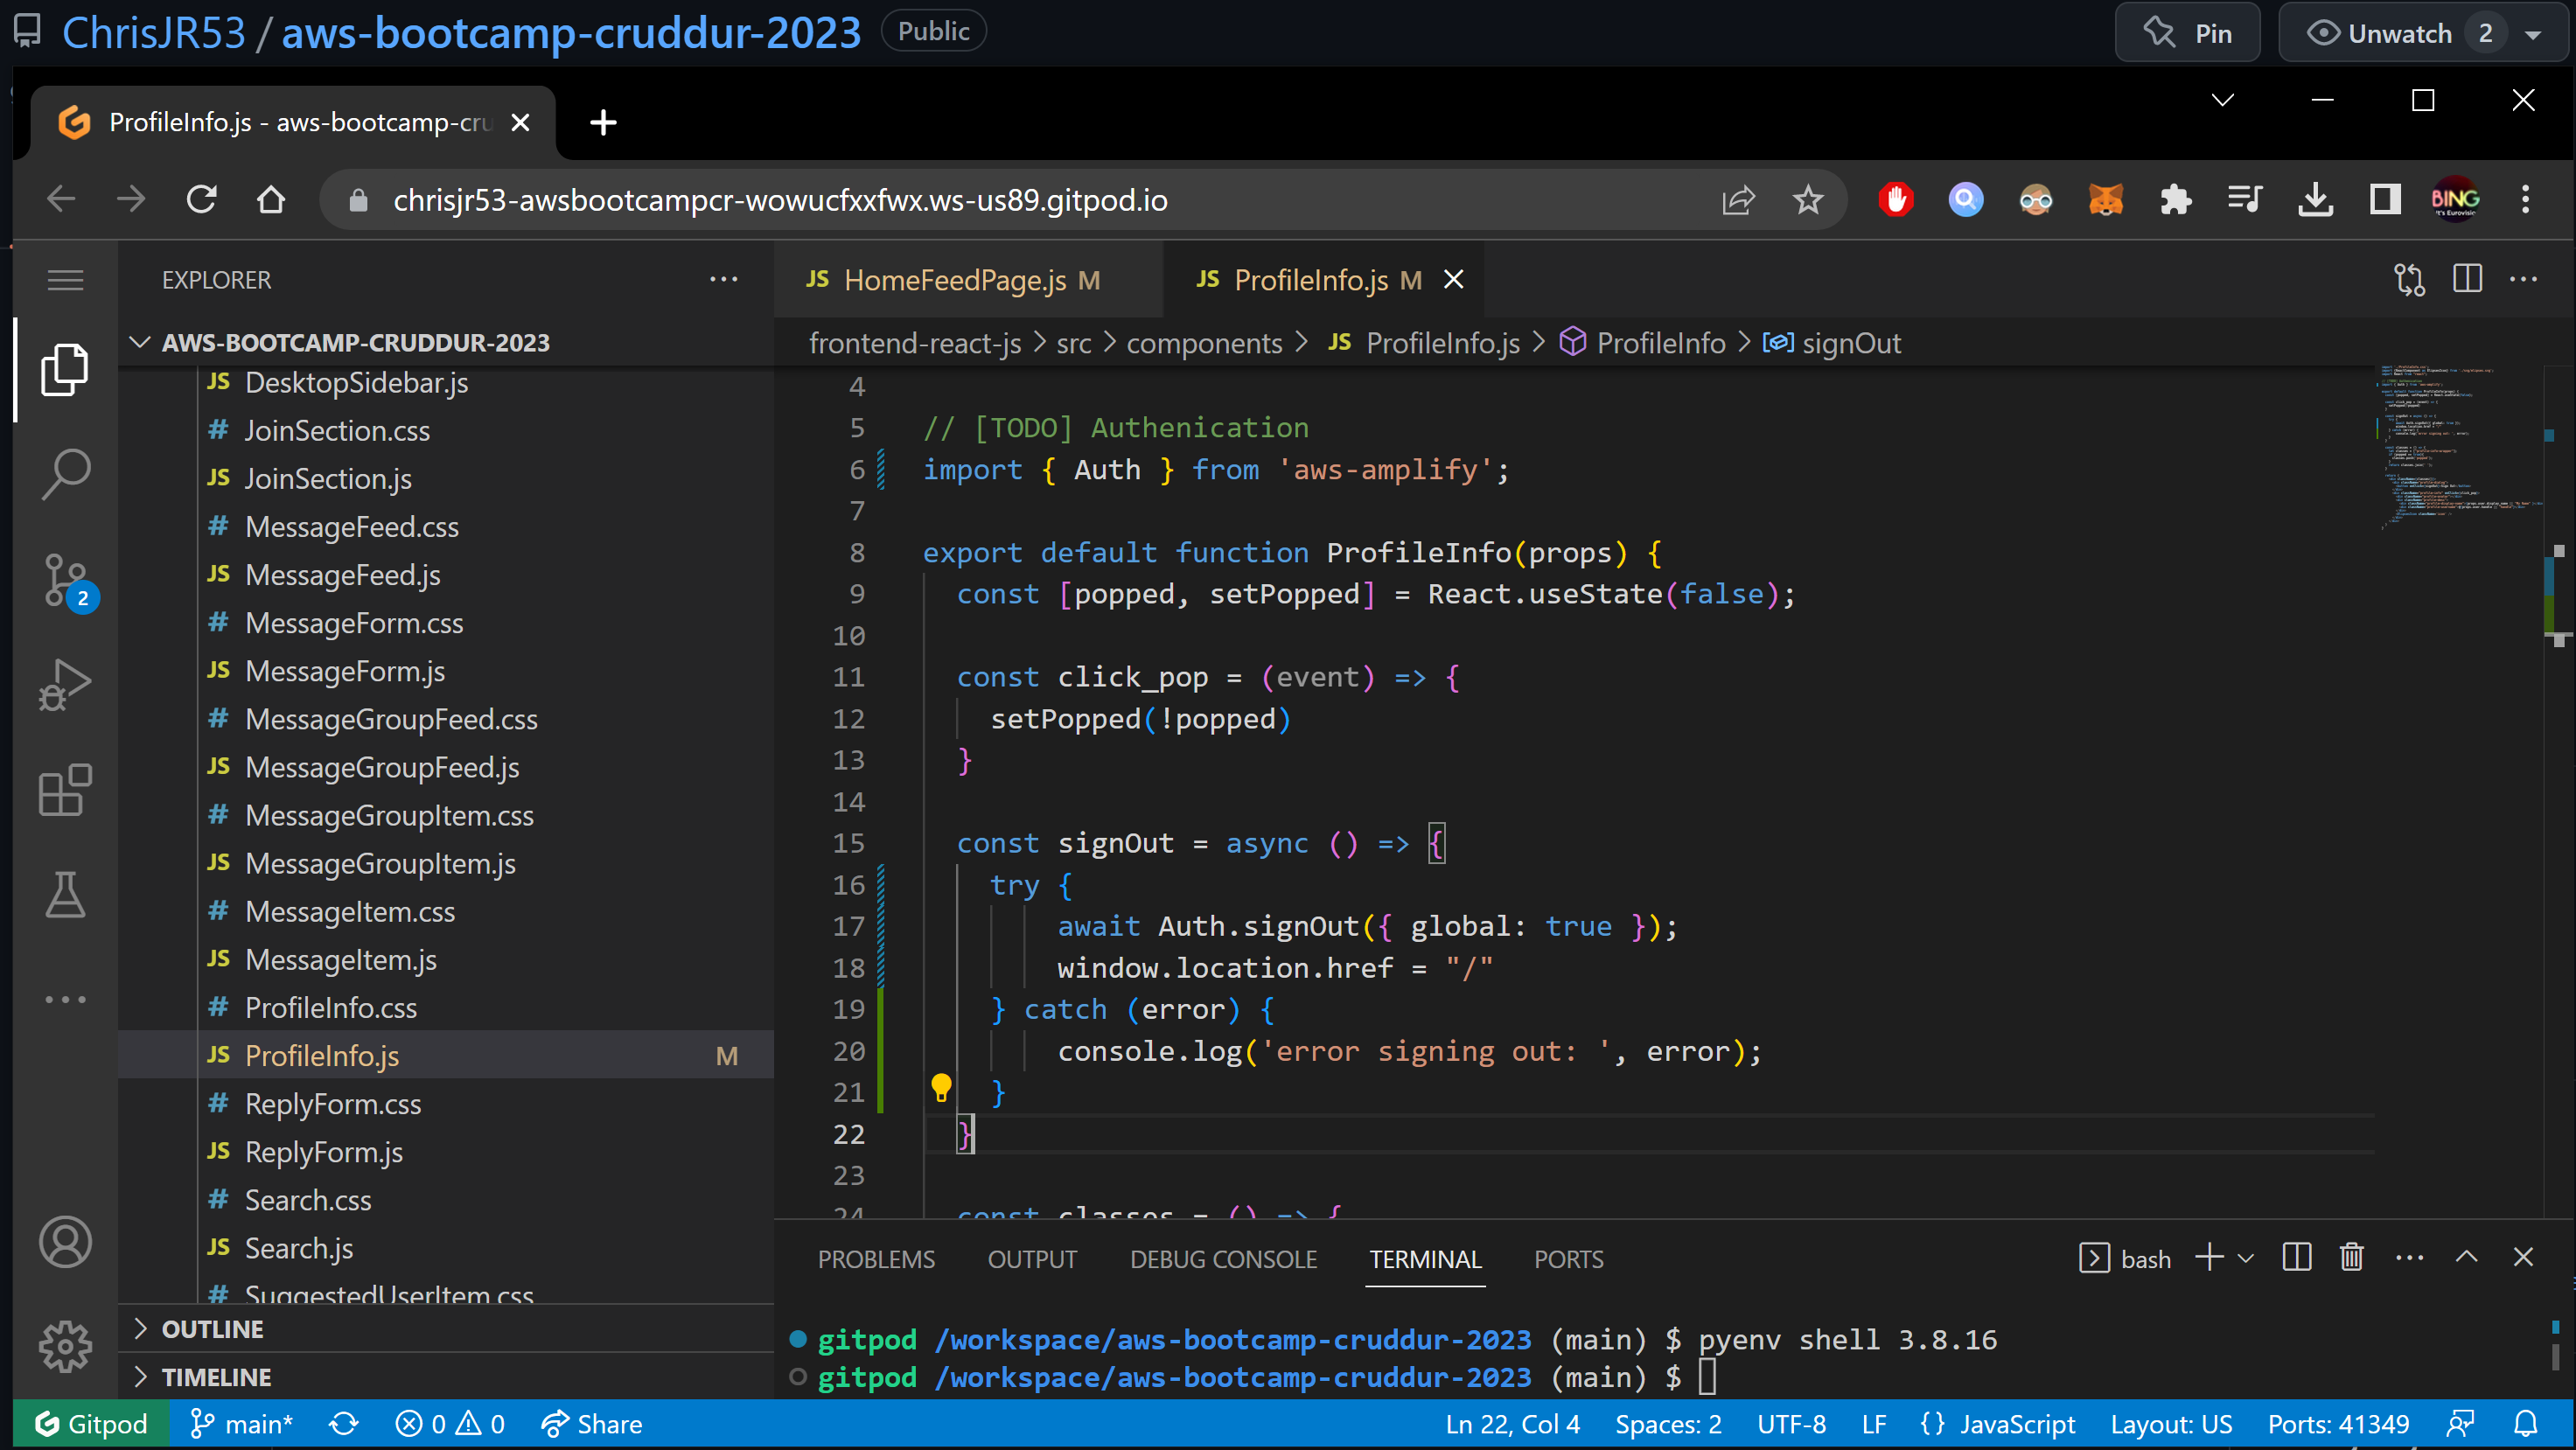 ChrisJR53 / aws-bootcamp-cruddur-2023 Public Pin Unwatch 2
ProfileInfo.js - aws-bootcamp-cru
chrisjr53-awsbootcampcr-wowucfxxfwx.ws-us89.gitpod.io
BING
EXPLORER
AWS-BOOTCAMP-CRUDDUR-2023
JS DesktopSidebar.js
# JoinSection.css
JS JoinSection.js
# MessageFeed.css
JS MessageFeed.js
# MessageForm.css
JS MessageForm.js
# MessageGroupFeed.css
JS MessageGroupFeed.js
# MessageGroupItem.css
JS MessageGroupItem.js
# MessageItem.css
JS MessageItem.js
# ProfileInfo.css
JS ProfileInfo.js M
# ReplyForm.css
JS ReplyForm.js
# Search.css
JS Search.js
# SuggestedUserItem.css
OUTLINE
TIMELINE
2
JS HomeFeedPage.js M JS ProfileInfo.js M
frontend-react-js > src > components > JS ProfileInfo.js > ProfileInfo > signOut
4
5 // [TODO] Authenication
6 import { Auth } from 'aws-amplify';
7
8 export default function ProfileInfo(props) {
9 const [popped, setPopped] = React.useState(false);
10
11 const click_pop = (event) => {
12 setPopped(!popped)
13 }
14
15 const signOut = async () => {
16 try {
17 await Auth.signOut({ global: true });
18 window.location.href = "/"
19 } catch (error) {
20 console.log('error signing out: ', error);
21 }
22 }
23
24 const classes = () => {
PROBLEMS OUTPUT DEBUG CONSOLE TERMINAL PORTS bash
gitpod /workspace/aws-bootcamp-cruddur-2023 (main) $ pyenv shell 3.8.16
gitpod /workspace/aws-bootcamp-cruddur-2023 (main) $
Gitpod main* 0 0 Share Ln 22, Col 4 Spaces: 2 UTF-8 LF {} JavaScript Layout: US Ports: 41349